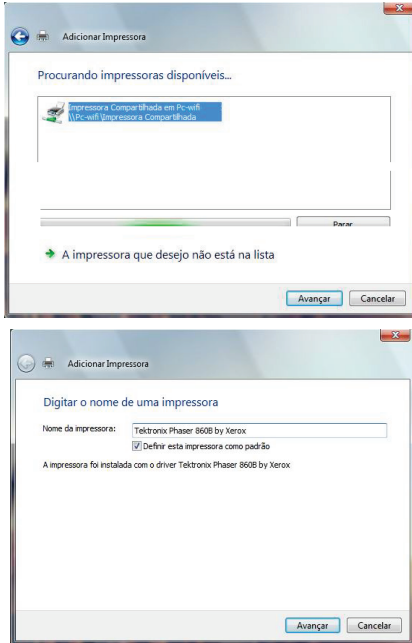 Adicionar Impressora
Procurando impressoras disponíveis...
Impressora Compartilhada em Pc-wifi
\\Pc-wifi\Impressora Compartilhada
Parar
A impressora que desejo não está na lista
Avançar Cancelar
Adicionar Impressora
Digitar o nome de uma impressora
Nome da impressora: Tektronix Phaser 860B by Xerox
Definir esta impressora como padrão
A impressora foi instalada com o driver Tektronix Phaser 860B by Xerox
Avançar Cancelar